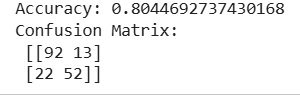 Accuracy: 0.8044692737430168
Confusion Matrix:
[[92 13]
[22 52]]